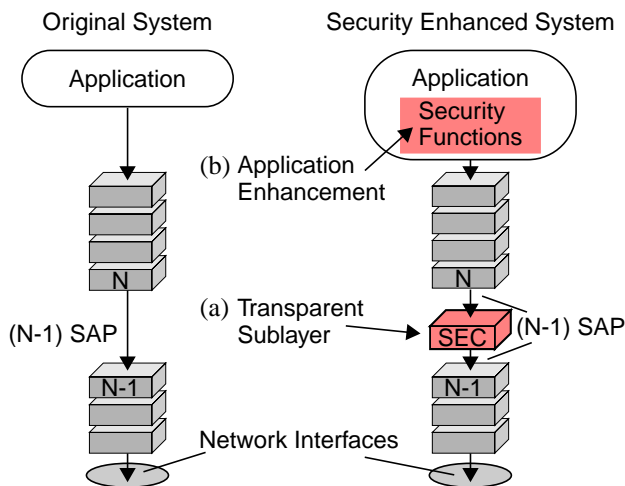 Original System
Security Enhanced System
Application
Application
Security
Functions
(b) Application
Enhancement
N
N
(a) Transparent
Sublayer
(N-1) SAP
SEC
(N-1) SAP
N-1
N-1
Network Interfaces